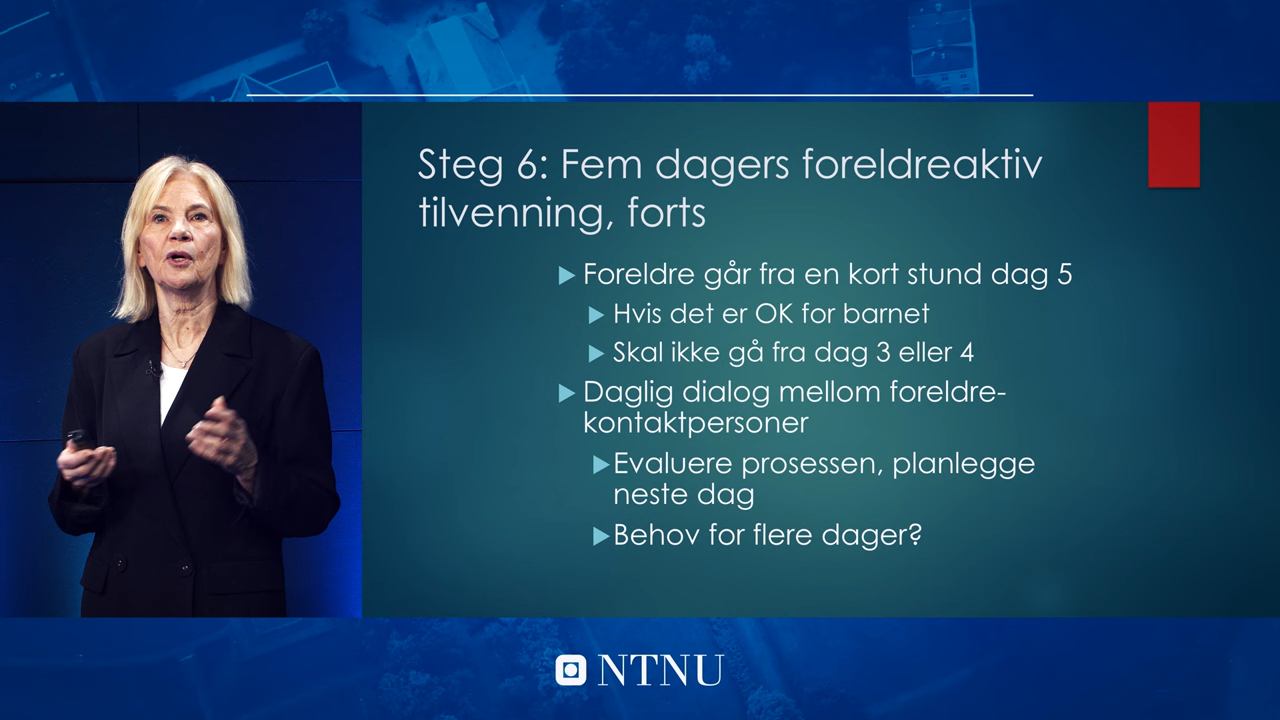 Steg 6: Fem dagers foreldreaktiv
tilvenning, forts
Foreldre går fra en kort stund dag 5
Hvis det er OK for barnet
Skal ikke gå fra dag 3 eller 4
Daglig dialog mellom foreldre-
kontaktpersoner
Evaluere prosessen, planlegge
neste dag
Behov for flere dager?
NTNU